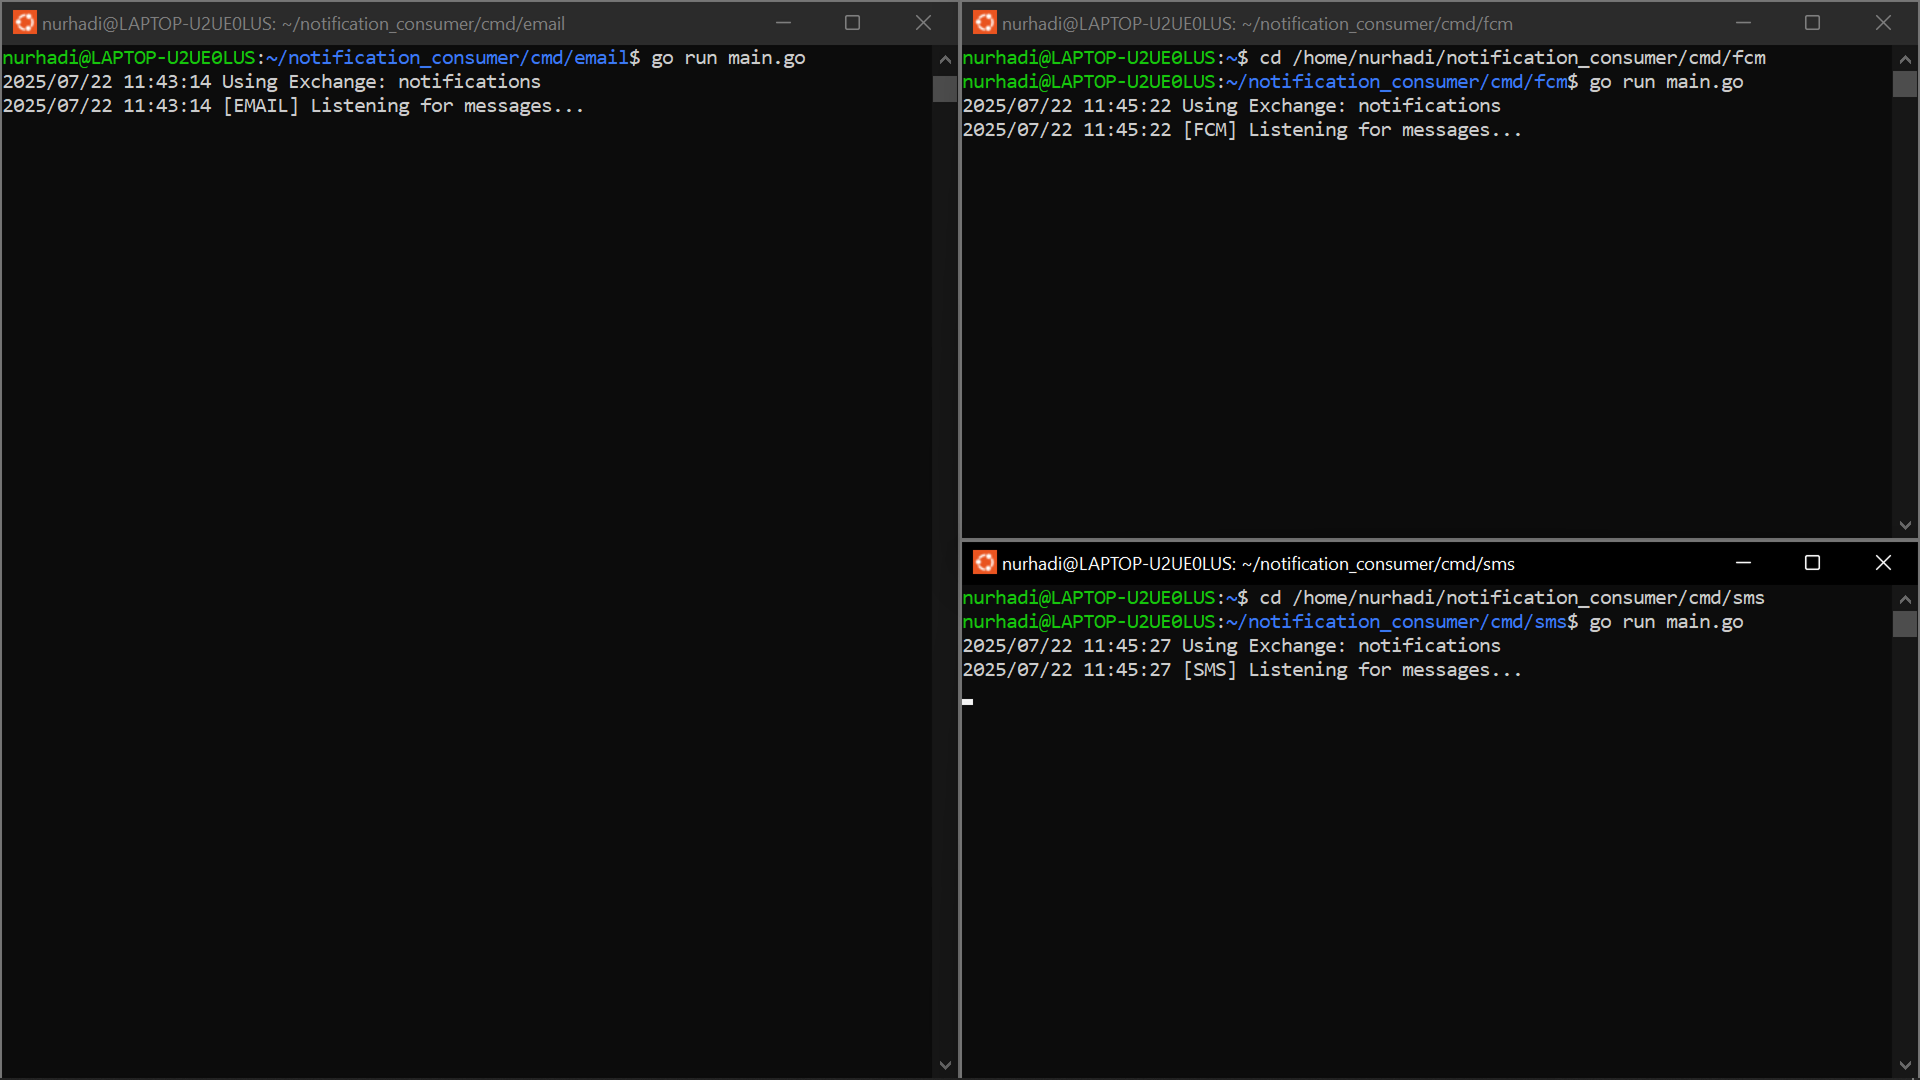 nurhadi@LAPTOP-U2UE0LUS: ~/notification_consumer/cmd/email
nurhadi@LAPTOP-U2UE0LUS:~/notification_consumer/cmd/email$ go run main.go
2025/07/22 11:43:14 Using Exchange: notifications
2025/07/22 11:43:14 [EMAIL] Listening for messages...
nurhadi@LAPTOP-U2UE0LUS: ~/notification_consumer/cmd/fcm
nurhadi@LAPTOP-U2UE0LUS:~$ cd /home/nurhadi/notification_consumer/cmd/fcm
nurhadi@LAPTOP-U2UE0LUS:~/notification_consumer/cmd/fcm$ go run main.go
2025/07/22 11:45:22 Using Exchange: notifications
2025/07/22 11:45:22 [FCM] Listening for messages...
nurhadi@LAPTOP-U2UE0LUS: ~/notification_consumer/cmd/sms
nurhadi@LAPTOP-U2UE0LUS:~$ cd /home/nurhadi/notification_consumer/cmd/sms
nurhadi@LAPTOP-U2UE0LUS:~/notification_consumer/cmd/sms$ go run main.go
2025/07/22 11:45:27 Using Exchange: notifications
2025/07/22 11:45:27 [SMS] Listening for messages...